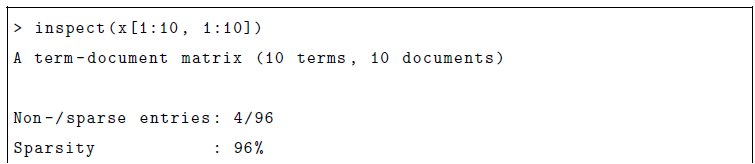 > inspect(x[1:10, 1:10])
A term-document matrix (10 terms, 10 documents)
Non-/sparse entries: 4/96
Sparsity           : 96%